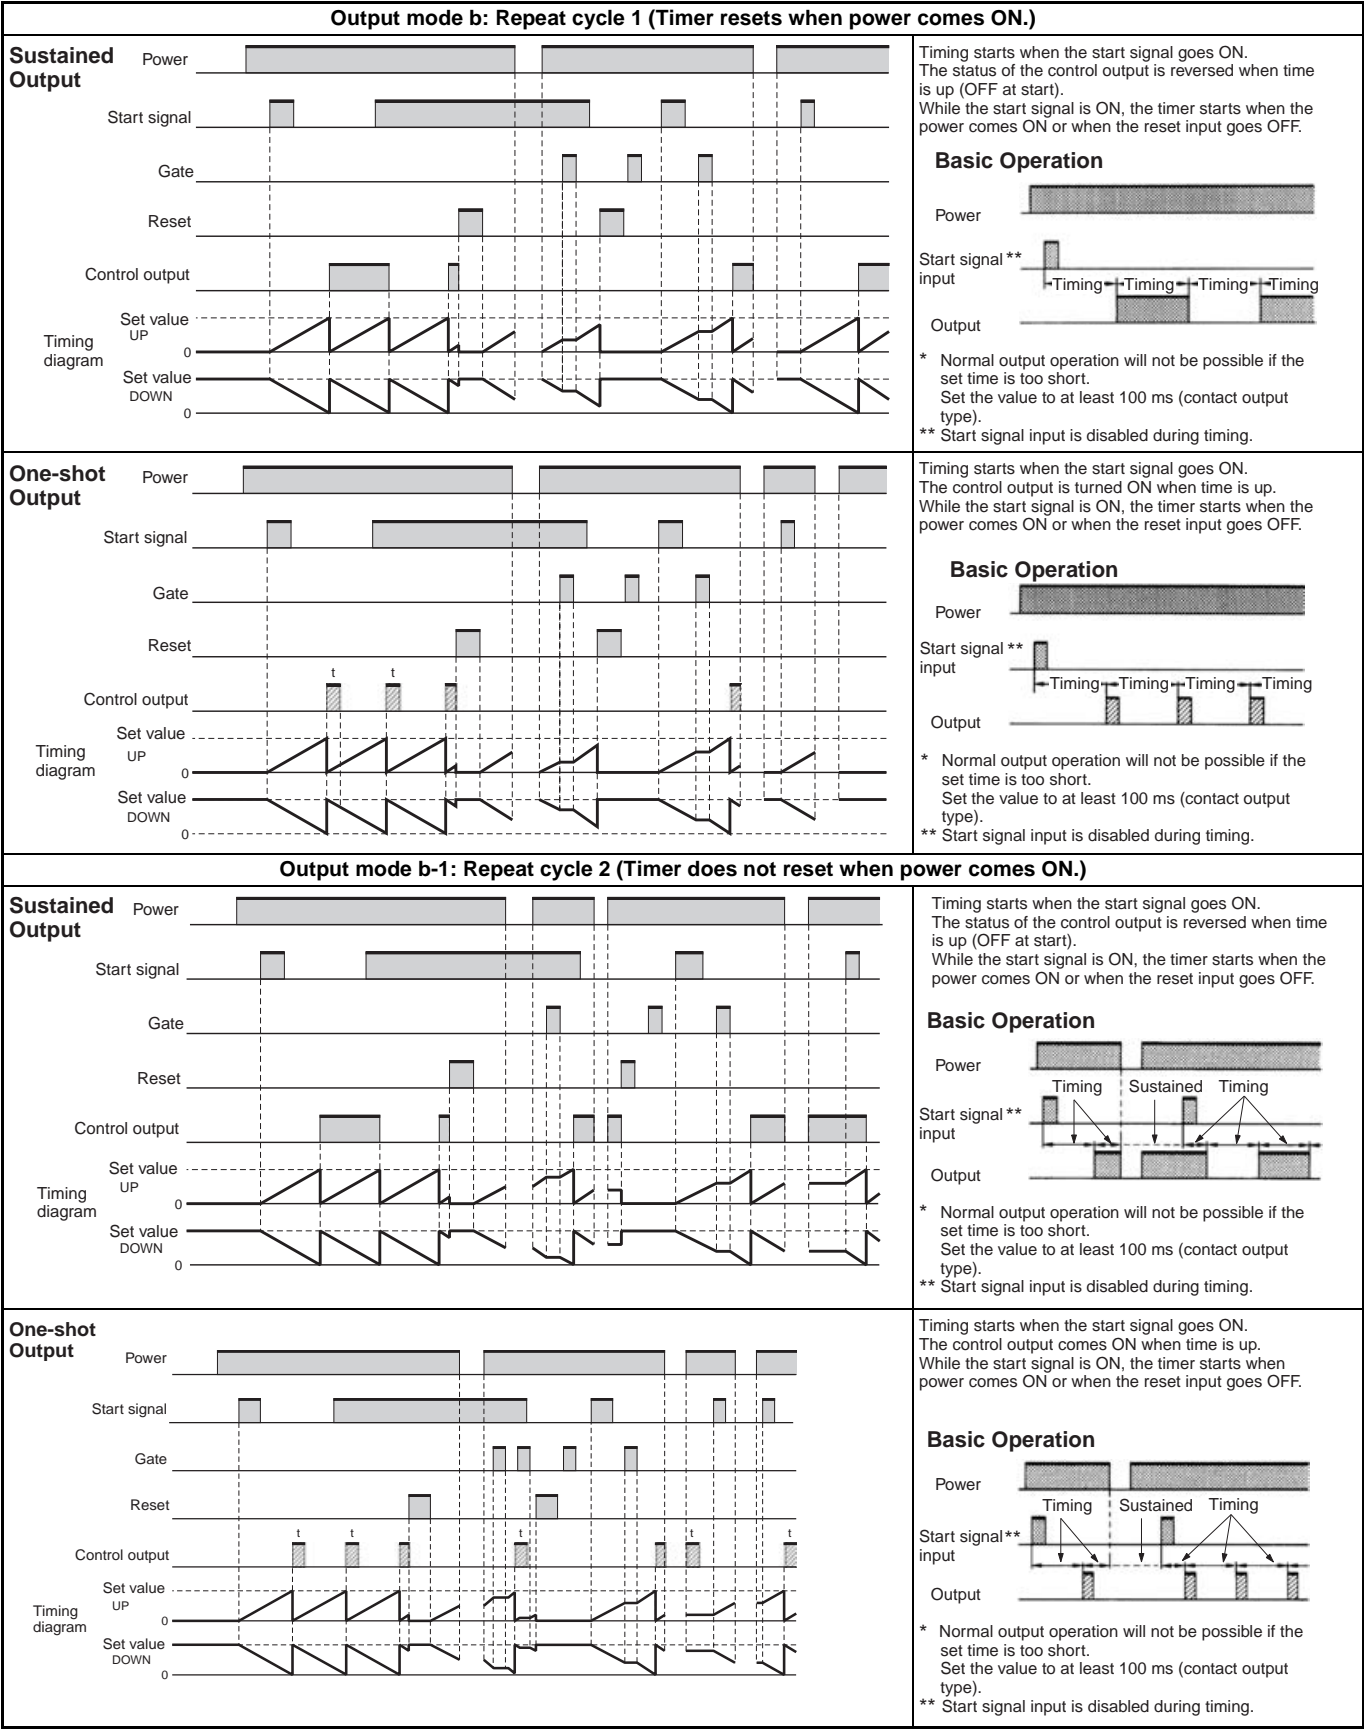 Output mode b: Repeat cycle 1 (Timer resets when power comes ON.)
Sustained
Output
Power
Start signal
Gate
Reset
Control output
Timing
diagram
Set value
UP
0
Set value
DOWN
0
Timing starts when the start signal goes ON.
The status of the control output is reversed when time
is up (OFF at start).
While the start signal is ON, the timer starts when the
power comes ON or when the reset input goes OFF.
Basic Operation
Power
Start signal **
input
Timing Timing Timing Timing
Output
* Normal output operation will not be possible if the
set time is too short.
Set the value to at least 100 ms (contact output
type).
** Start signal input is disabled during timing.
One-shot
Output
Power
Start signal
Gate
Reset
t t
Control output
Timing
diagram
Set value
UP
0
Set value
DOWN
0
Timing starts when the start signal goes ON.
The control output is turned ON when time is up.
While the start signal is ON, the timer starts when the
power comes ON or when the reset input goes OFF.
Basic Operation
Power
Start signal **
input
Timing Timing Timing Timing
Output
* Normal output operation will not be possible if the
set time is too short.
Set the value to at least 100 ms (contact output
type).
** Start signal input is disabled during timing.
Output mode b-1: Repeat cycle 2 (Timer does not reset when power comes ON.)
Sustained
Output
Power
Start signal
Gate
Reset
Control output
Timing
diagram
Set value
UP
0
Set value
DOWN
0
Timing starts when the start signal goes ON.
The status of the control output is reversed when time
is up (OFF at start).
While the start signal is ON, the timer starts when the
power comes ON or when the reset input goes OFF.
Basic Operation
Power
Timing Sustained Timing
Start signal **
input
Output
* Normal output operation will not be possible if the
set time is too short.
Set the value to at least 100 ms (contact output
type).
** Start signal input is disabled during timing.
One-shot
Output
Power
Start signal
Gate
Reset
t t t t t
Control output
Timing
diagram
Set value
UP
0
Set value
DOWN
0
Timing starts when the start signal goes ON.
The control output comes ON when time is up.
While the start signal is ON, the timer starts when
power comes ON or when the reset input goes OFF.
Basic Operation
Power
Timing Sustained Timing
Start signal **
input
Output
* Normal output operation will not be possible if the
set time is too short.
Set the value to at least 100 ms (contact output
type).
** Start signal input is disabled during timing.